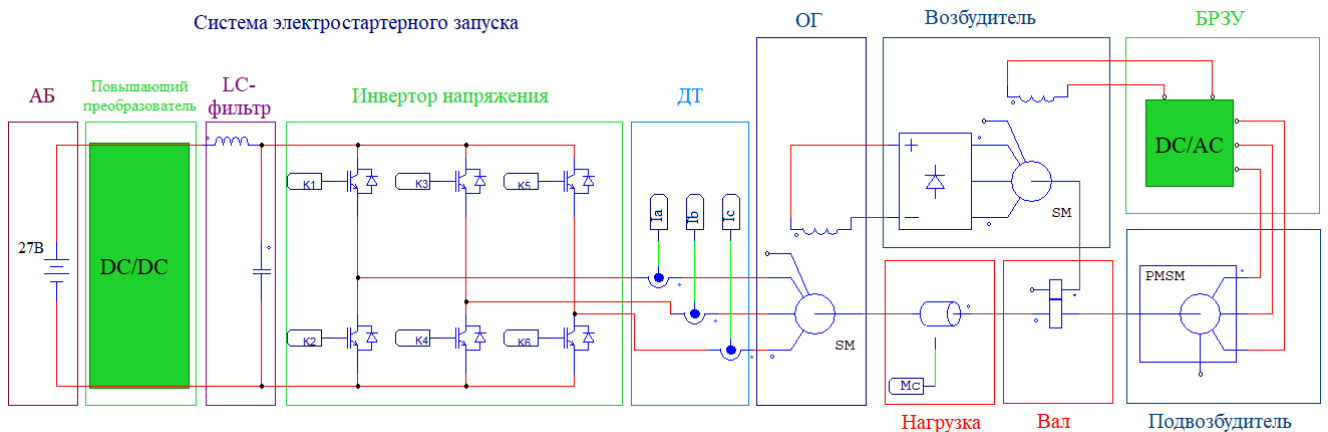 Система электростартерного запуска
ОГ
Возбудитель
БРЗУ
АБ
Повышающий
преобразователь
LC-
фильтр
Инвертор напряжения
ДТ
27В
DC/DC
K1
K3
K5
K2
K4
K6
Ia
Ib
Ic
SM
SM
DC/AC
PMSM
Mc
Нагрузка
Вал
Подвозбудитель